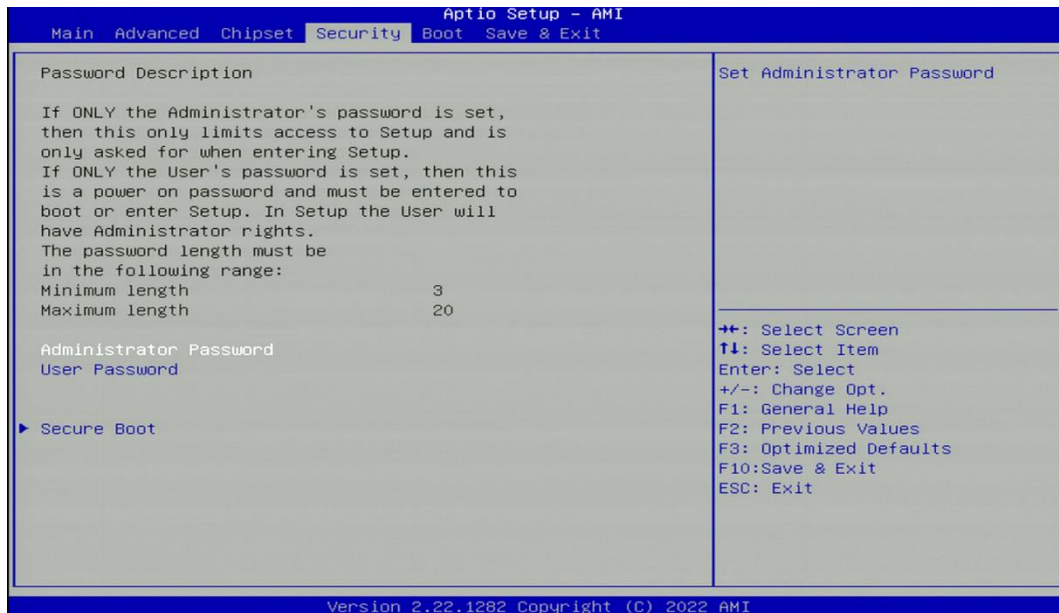 Aptio Setup – AMI
Main Advanced Chipset Security Boot Save & Exit
Password Description
If ONLY the Administrator's password is set,
then this only limits access to Setup and is
only asked for when entering Setup.
If ONLY the User's password is set, then this
is a power on password and must be entered to
boot or enter Setup. In Setup the User will
have Administrator rights.
The password length must be
in the following range:
Minimum length 3
Maximum length 20
Administrator Password
User Password
► Secure Boot
Set Administrator Password
→←: Select Screen
↑↓: Select Item
Enter: Select
+/-: Change Opt.
F1: General Help
F2: Previous Values
F3: Optimized Defaults
F10:Save & Exit
ESC: Exit
Version 2.22.1282 Copyright (C) 2022 AMI